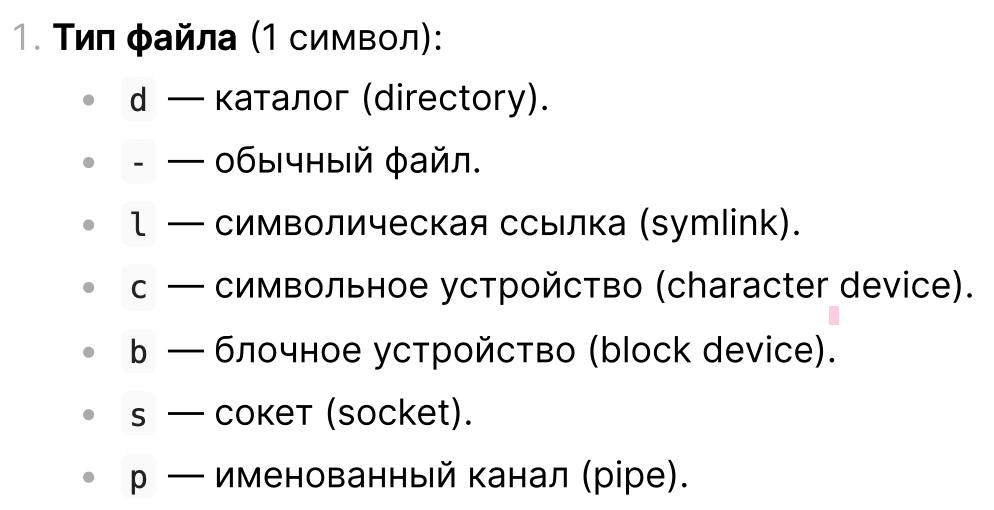 1. Тип файла (1 символ):
• d — каталог (directory).
• - — обычный файл.
• l — символическая ссылка (symlink).
• c — символьное устройство (character device).
• b — блочное устройство (block device).
• s — сокет (socket).
• p — именованный канал (pipe).